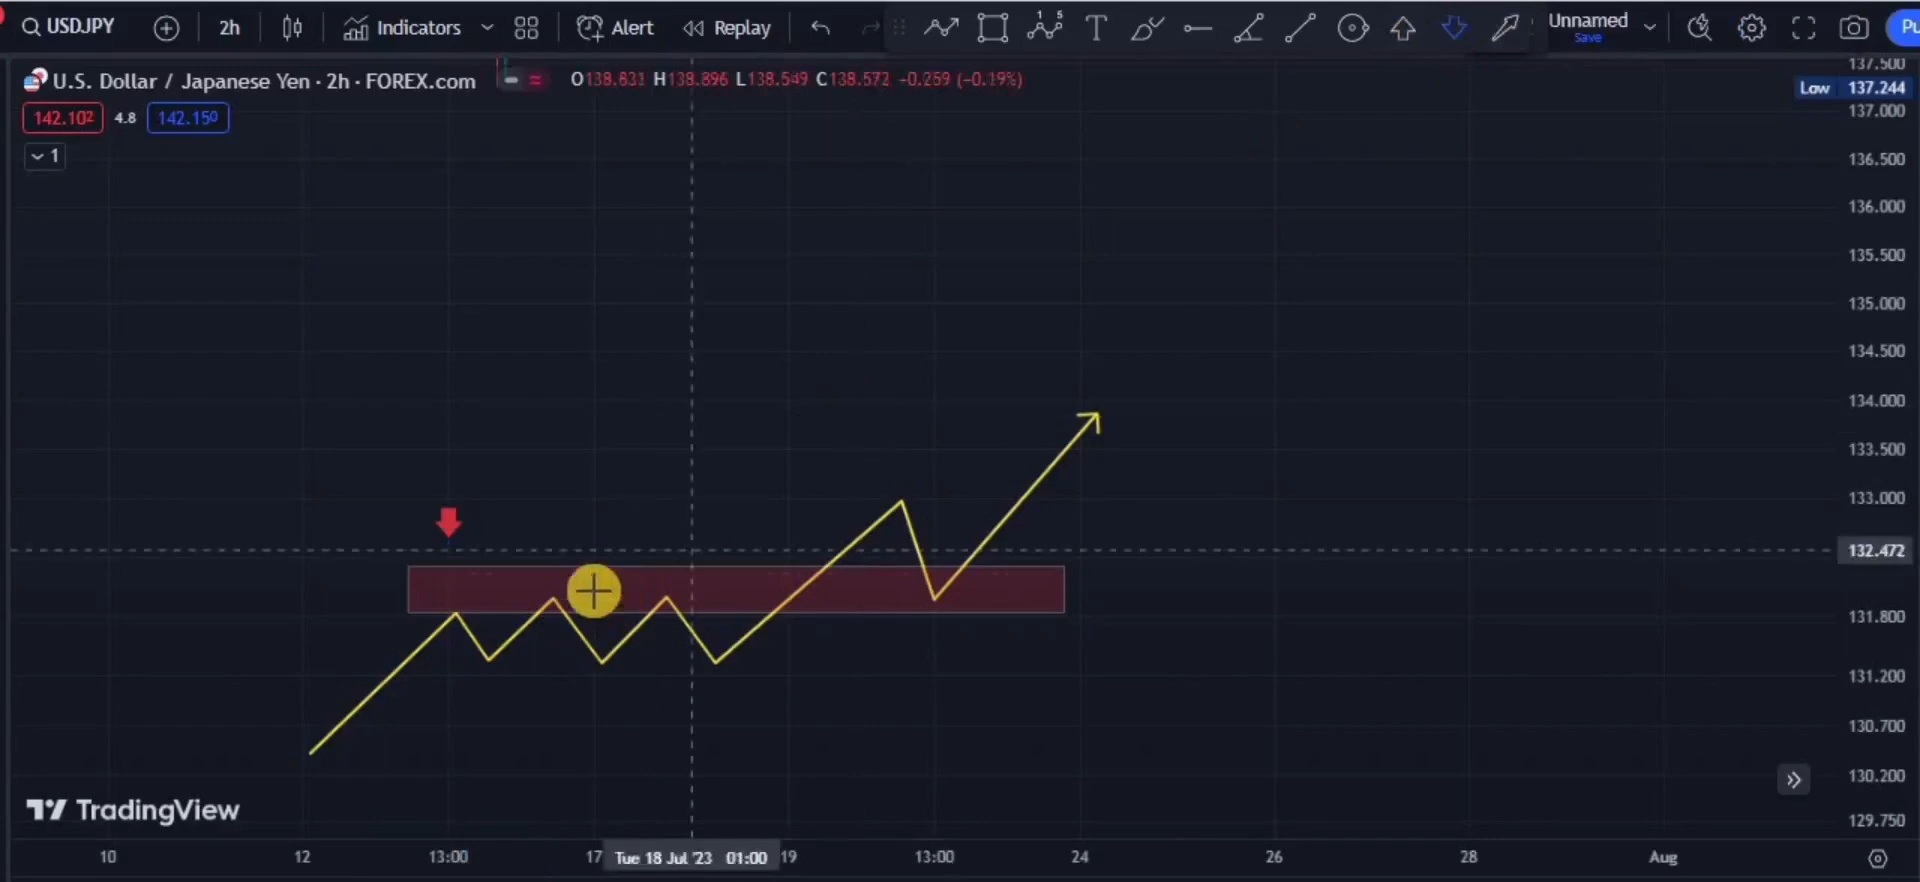 USDJPY 2h Indicators Alert Replay 1 5 T Unnamed Save Pu
U.S. Dollar / Japanese Yen · 2h · FOREX.com O138.831 H138.896 L138.549 C138.572 -0.259 (-0.19%)
142.102 4.8 142.150
1
137.500
Low 137.244
137.000
136.500
136.000
135.500
135.000
134.500
134.000
133.500
133.000
132.472
131.800
131.200
130.700
130.200
129.750
TradingView
10 12 13:00 17 Tue 18 Jul '23 01:00 19 13:00 24 26 28 Aug